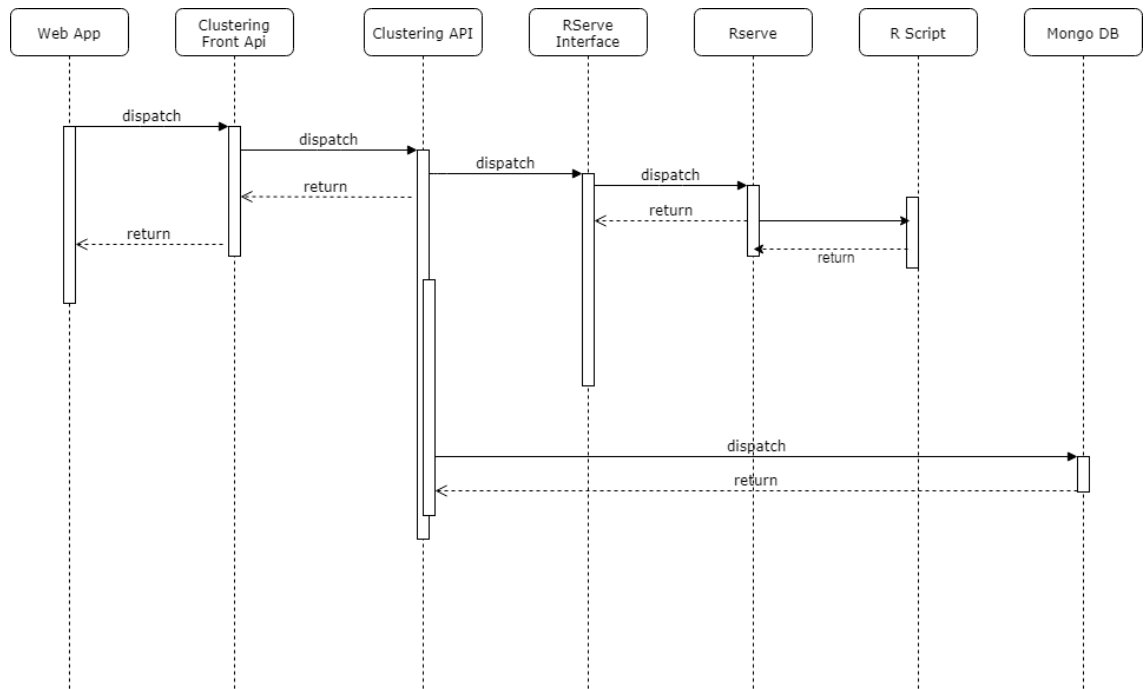 Web App
Clustering
Front Api
Clustering API
RServe
Interface
Rserve
R Script
Mongo DB
dispatch
dispatch
dispatch
dispatch
return
return
return
return
dispatch
return